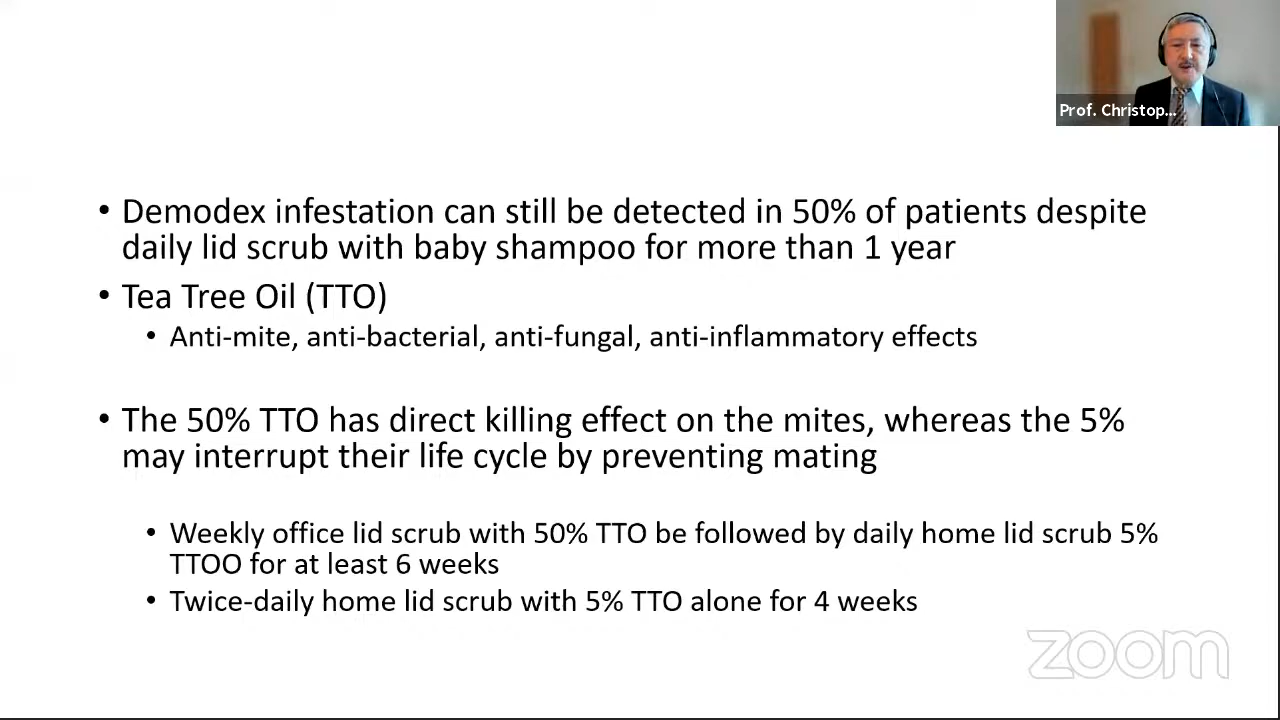 Prof. Christop...
• Demodex infestation can still be detected in 50% of patients despite
daily lid scrub with baby shampoo for more than 1 year
• Tea Tree Oil (TTO)
• Anti-mite, anti-bacterial, anti-fungal, anti-inflammatory effects
• The 50% TTO has direct killing effect on the mites, whereas the 5%
may interrupt their life cycle by preventing mating
• Weekly office lid scrub with 50% TTO be followed by daily home lid scrub 5%
TTOO for at least 6 weeks
• Twice-daily home lid scrub with 5% TTO alone for 4 weeks
zoom